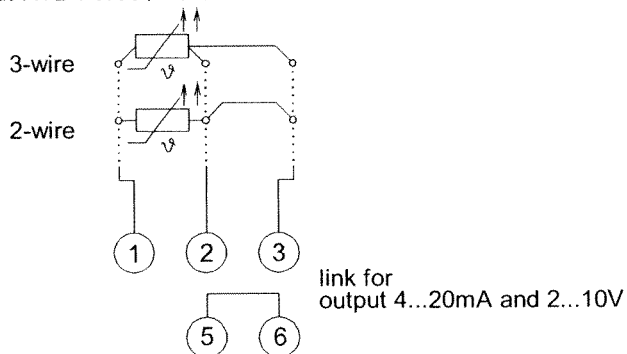 3-wire
ϑ
2-wire
ϑ
1 2 3
link for
output 4...20mA and 2...10V
5 6